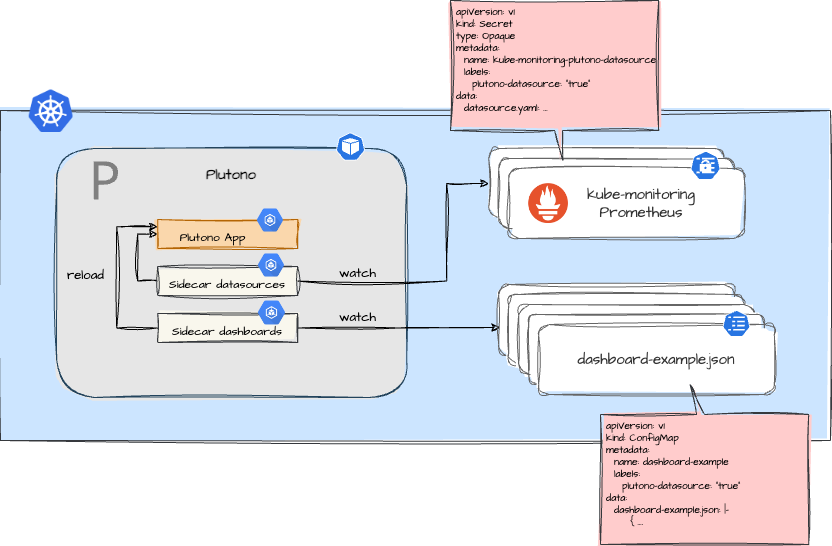 apiVersion: v1
kind: Secret
type: Opaque
metadata:
name: kube-monitoring-plutono-datasource
labels:
plutono-datasource: "true"
data:
datasource.yaml: ...
P
Plutono
kube-monitoring
Prometheus
Plutono App
reload
Sidecar datasources
watch
Sidecar dashboards
watch
dashboard-example.json
apiVersion: v1
kind: ConfigMap
metadata:
name: dashboard-example
labels:
plutono-datasource: "true"
data:
dashboard-example.json: |-
{ ...